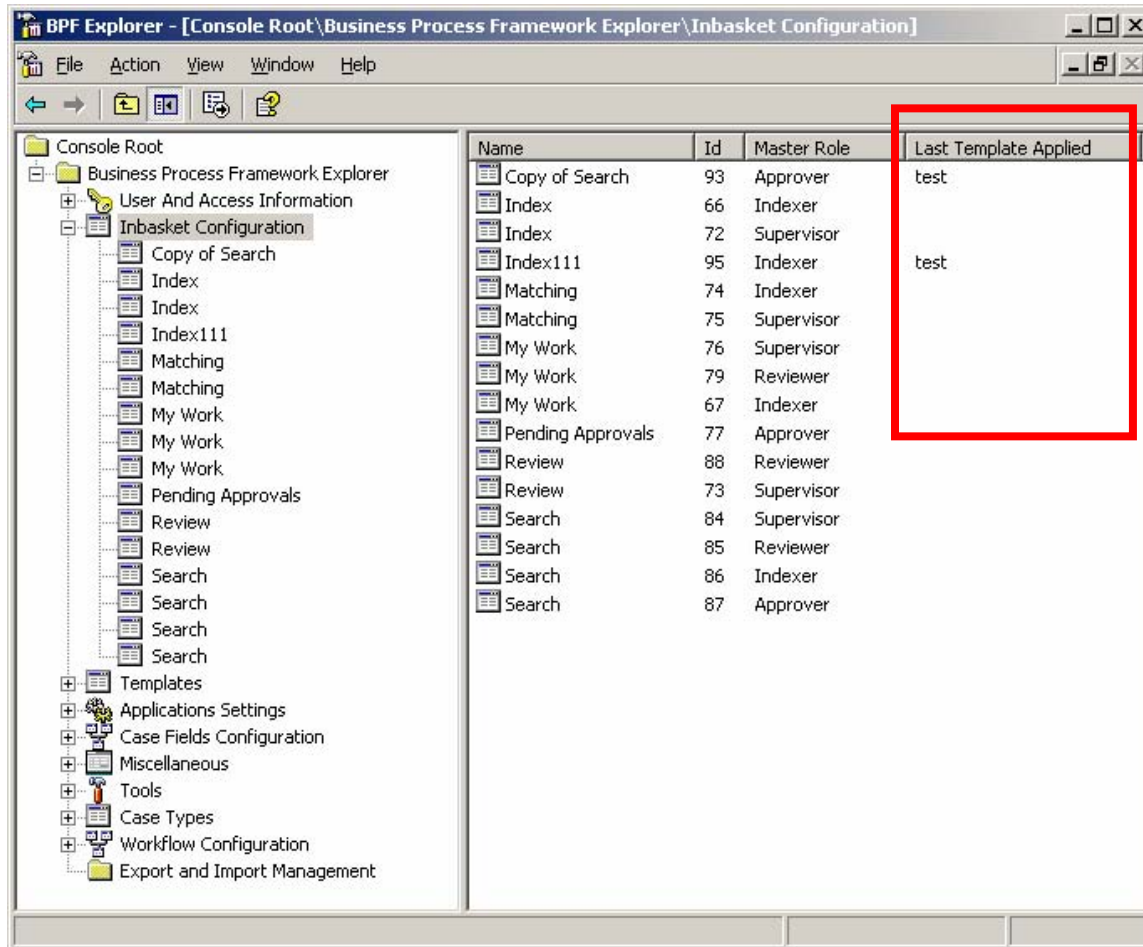 BPF Explorer - [Console Root\Business Process Framework Explorer\Inbasket Configuration]
File Action View Window Help
Console Root
Business Process Framework Explorer
User And Access Information
Inbasket Configuration
Copy of Search
Index
Index
Index111
Matching
Matching
My Work
My Work
My Work
Pending Approvals
Review
Review
Search
Search
Search
Search
Templates
Applications Settings
Case Fields Configuration
Miscellaneous
Tools
Case Types
Workflow Configuration
Export and Import Management
Name Id Master Role Last Template Applied
Copy of Search 93 Approver test
Index 66 Indexer
Index 72 Supervisor
Index111 95 Indexer test
Matching 74 Indexer
Matching 75 Supervisor
My Work 76 Supervisor
My Work 79 Reviewer
My Work 67 Indexer
Pending Approvals 77 Approver
Review 88 Reviewer
Review 73 Supervisor
Search 84 Supervisor
Search 85 Reviewer
Search 86 Indexer
Search 87 Approver